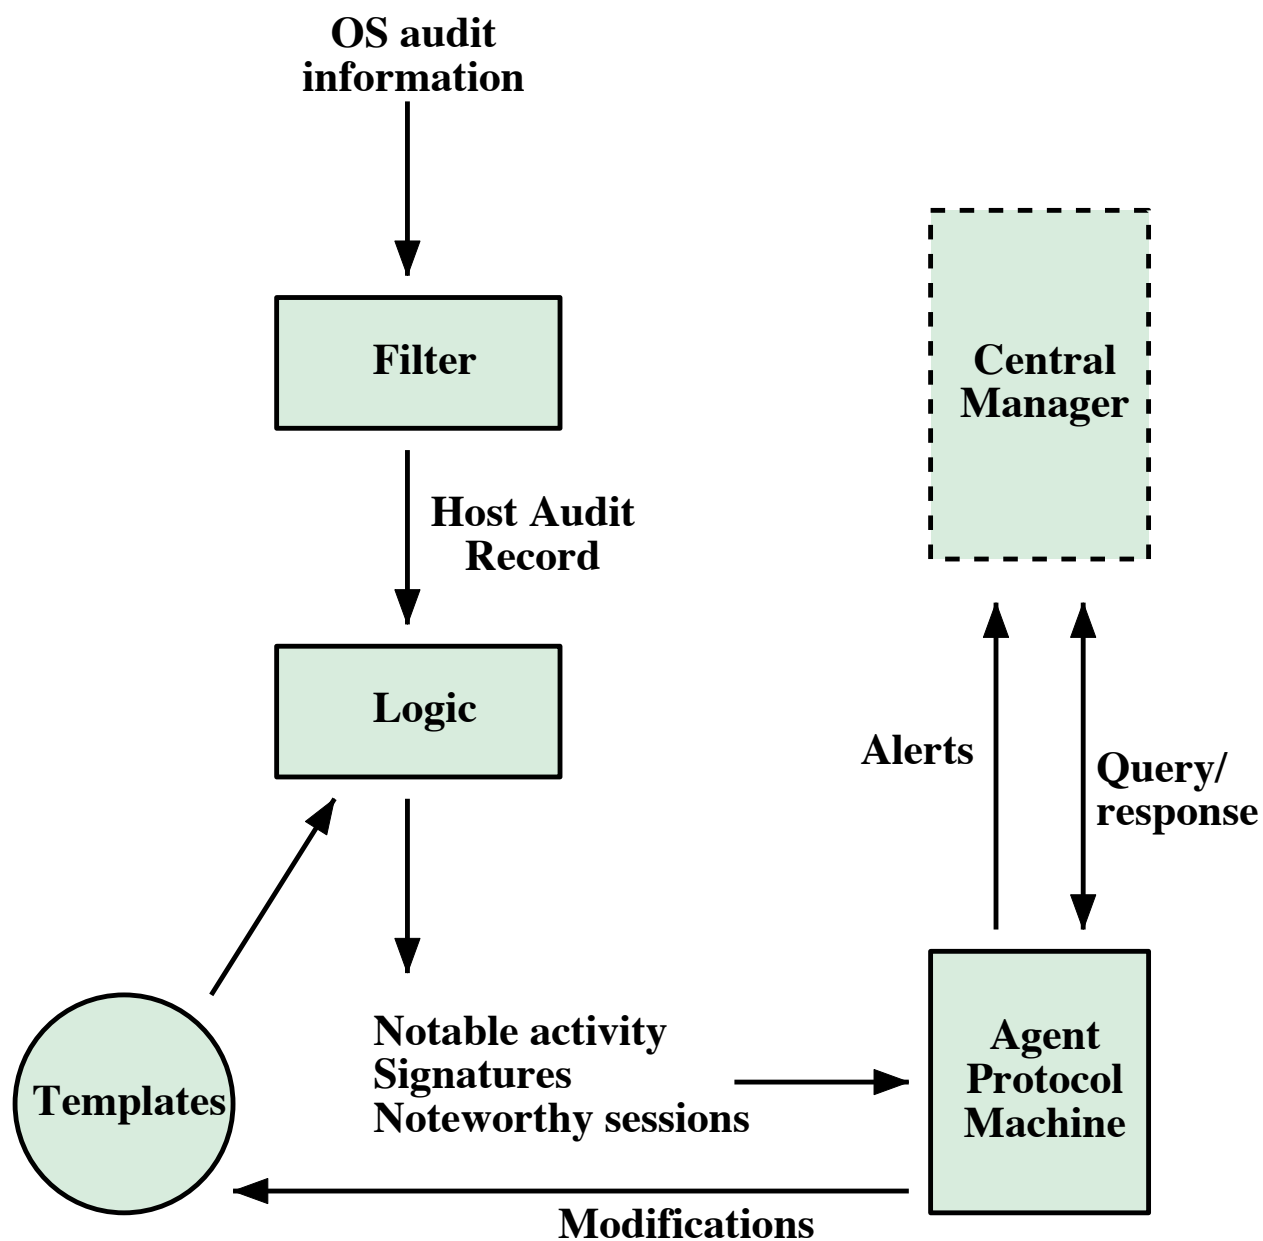 OS audit
information
Filter
Central
Manager
Host Audit
Record
Logic
Alerts
Query/
response
Notable activity
Signatures
Noteworthy sessions
Templates
Agent
Protocol
Machine
Modifications